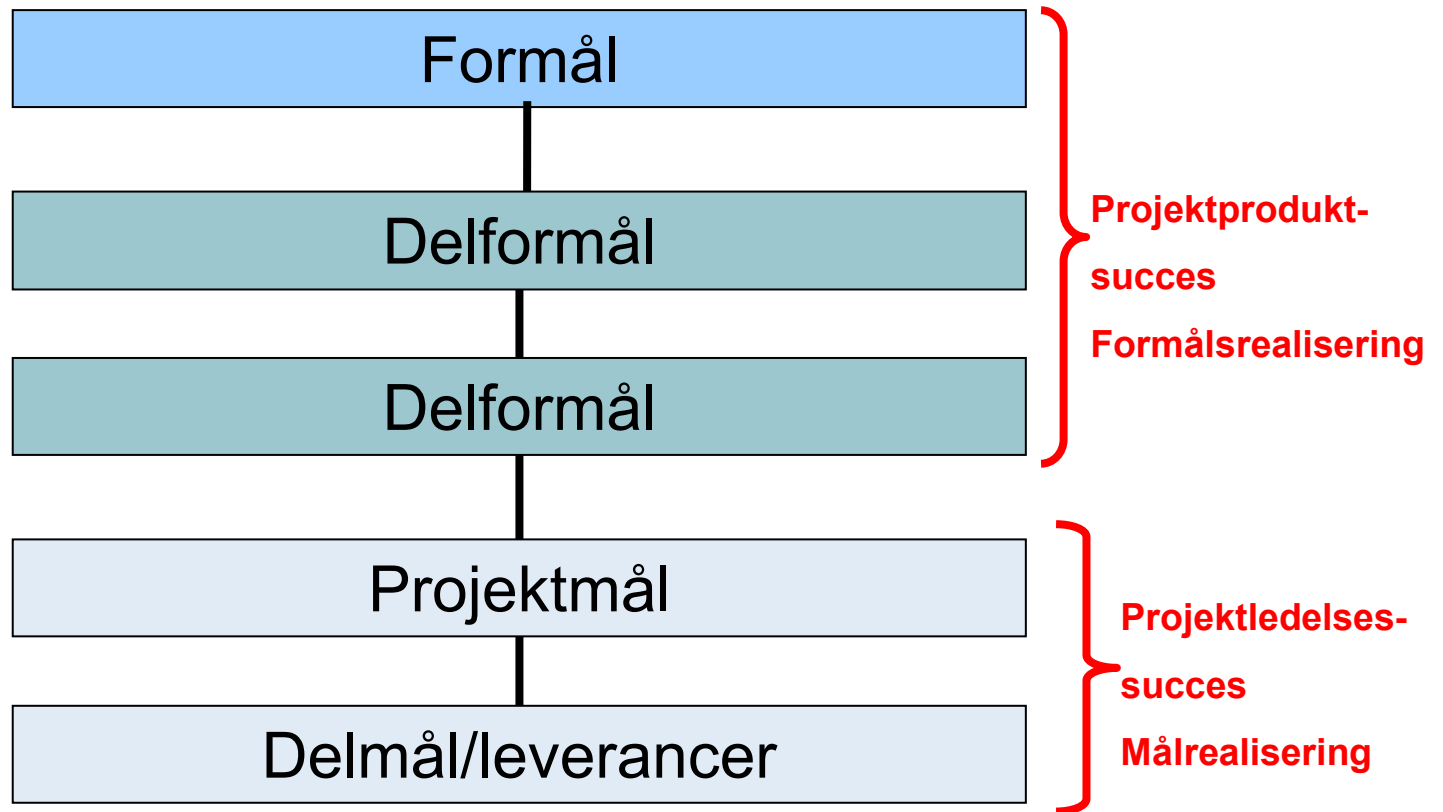 Formål
Delformål
Delformål
Projektmål
Delmål/leverancer
Projektprodukt-
succes
Formålsrealisering
Projektledelses-
succes
Målrealisering